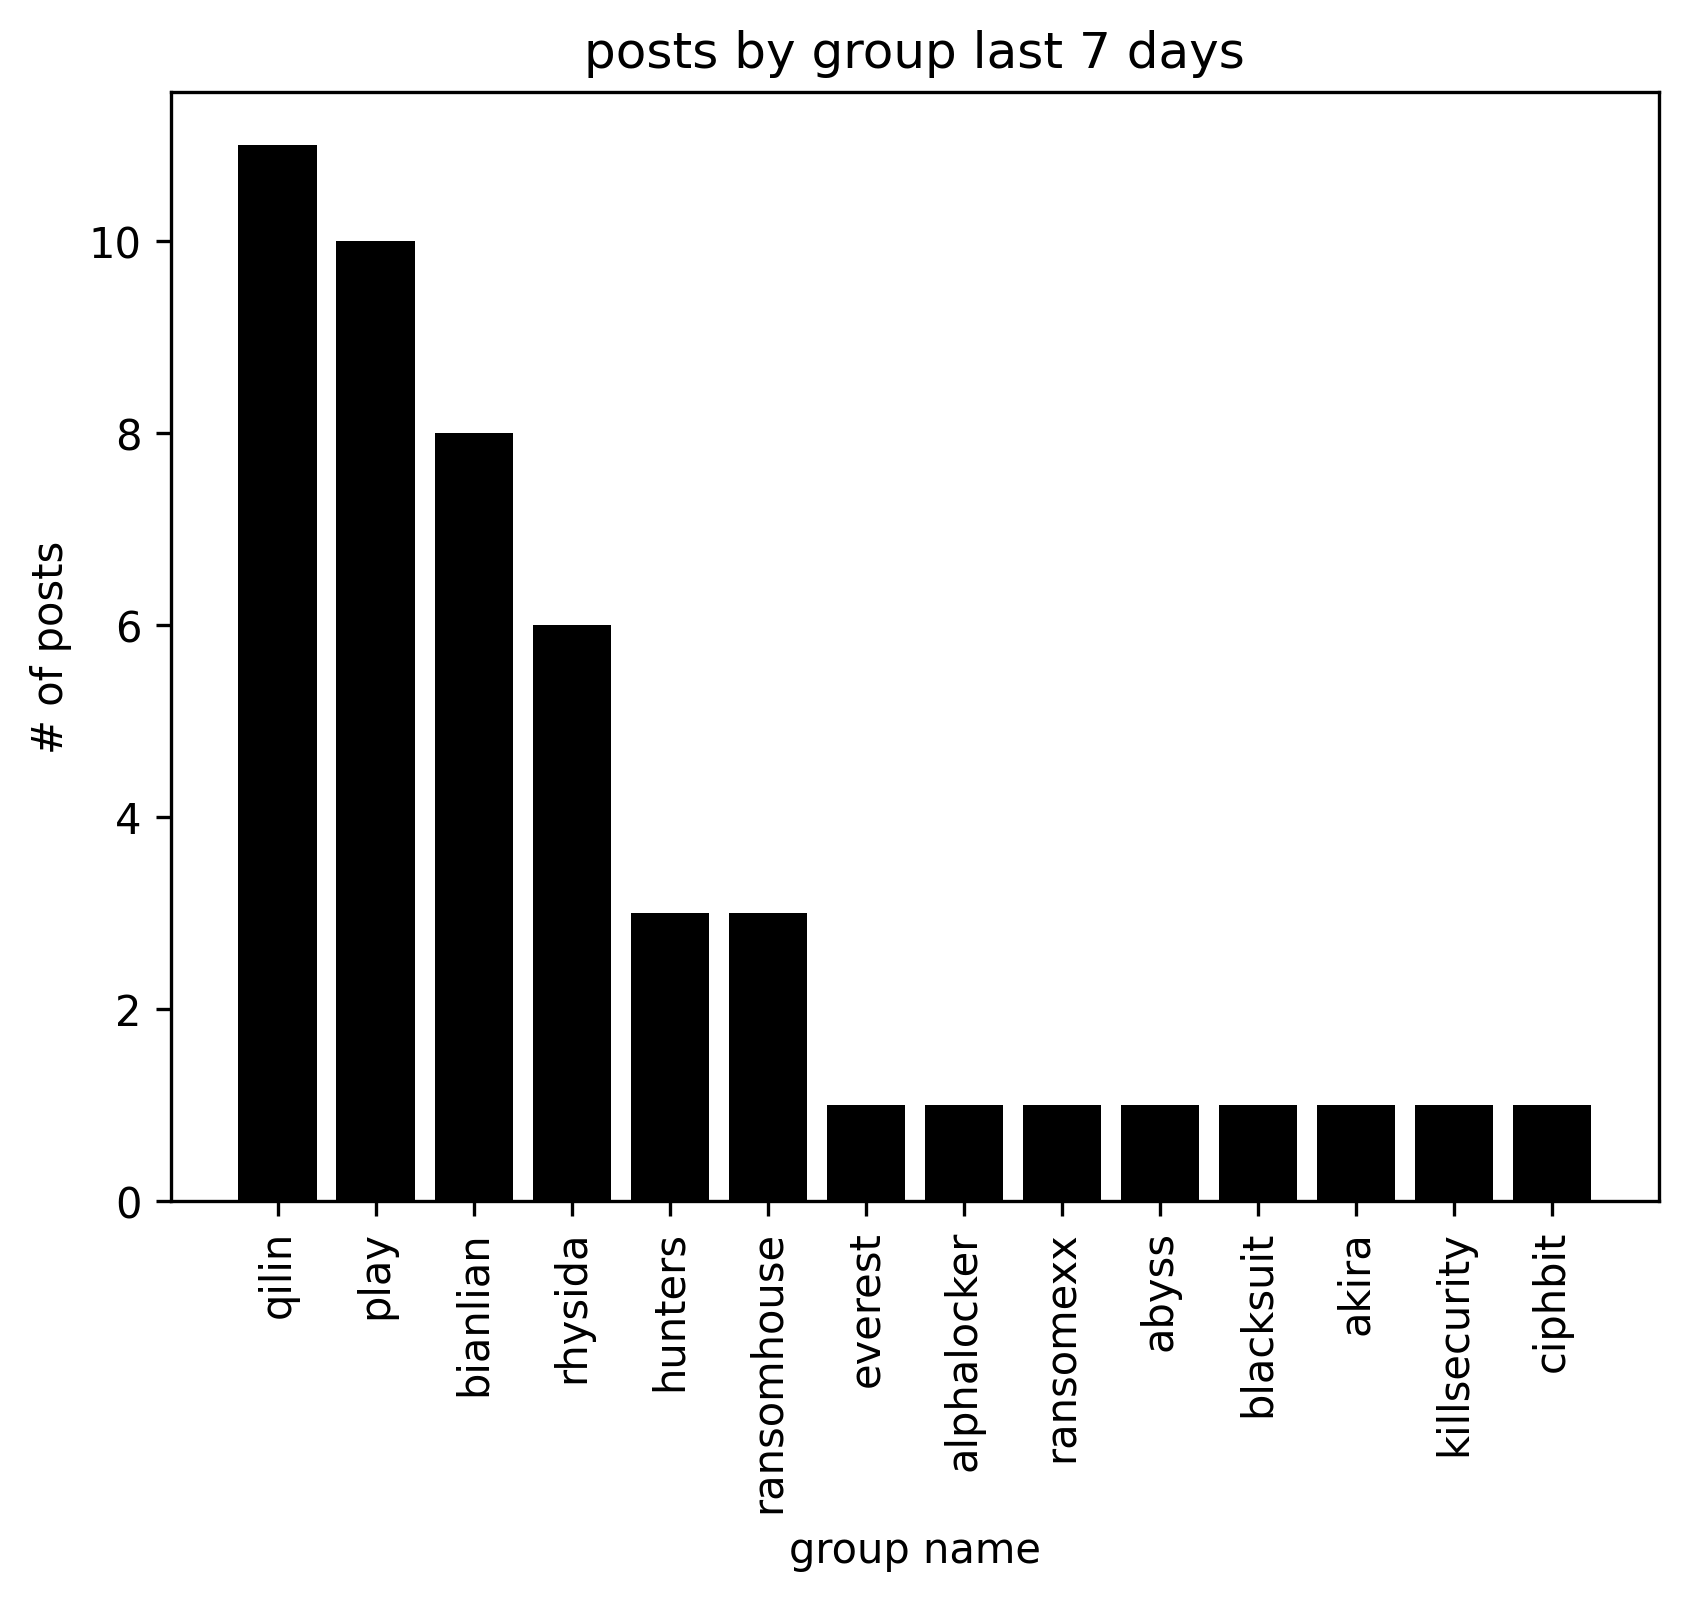 posts by group last 7 days
# of posts
10
8
6
4
2
0
qilin
play
bianlian
rhysida
hunters
ransomhouse
everest
alphalocker
ransomexx
abyss
blacksuit
akira
killsecurity
ciphbit
group name